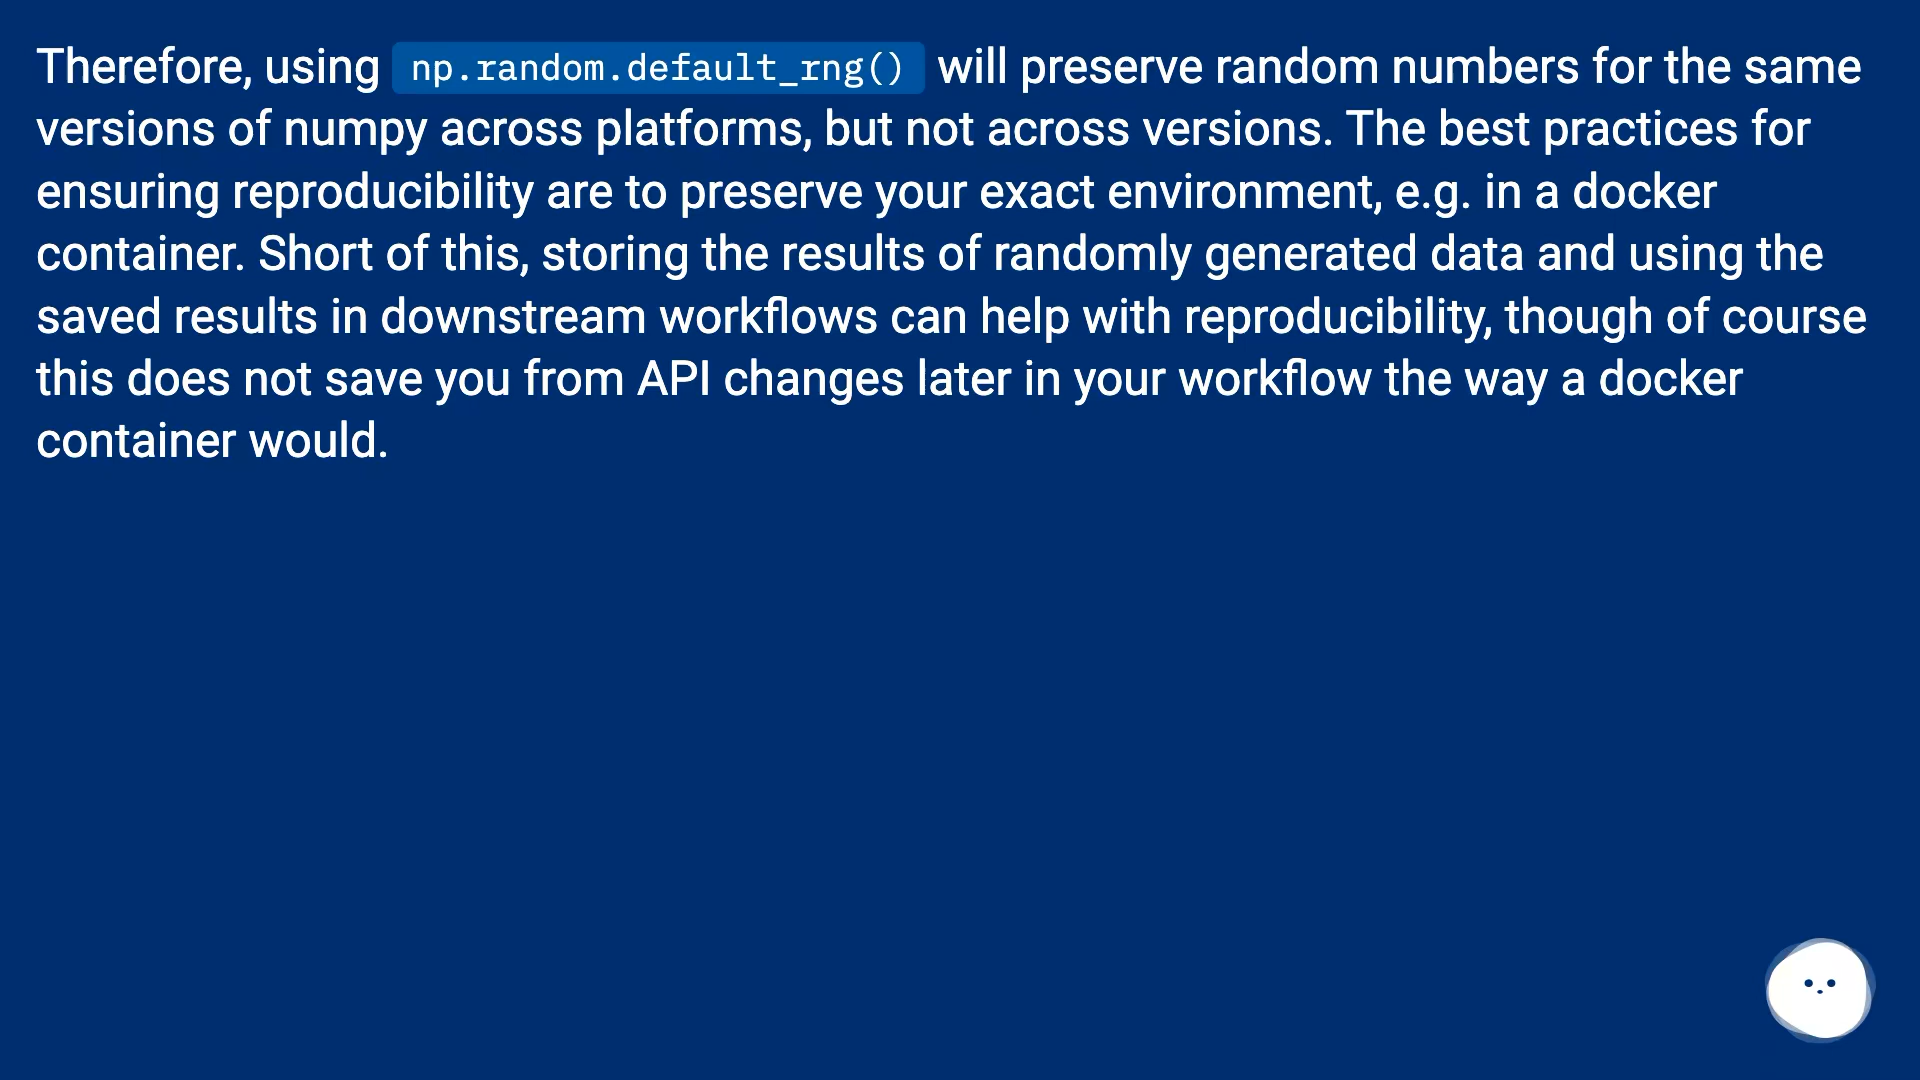 Therefore, using np.random.default_rng() will preserve random numbers for the same
versions of numpy across platforms, but not across versions. The best practices for
ensuring reproducibility are to preserve your exact environment, e.g. in a docker
container. Short of this, storing the results of randomly generated data and using the
saved results in downstream workflows can help with reproducibility, though of course
this does not save you from API changes later in your workflow the way a docker
container would.